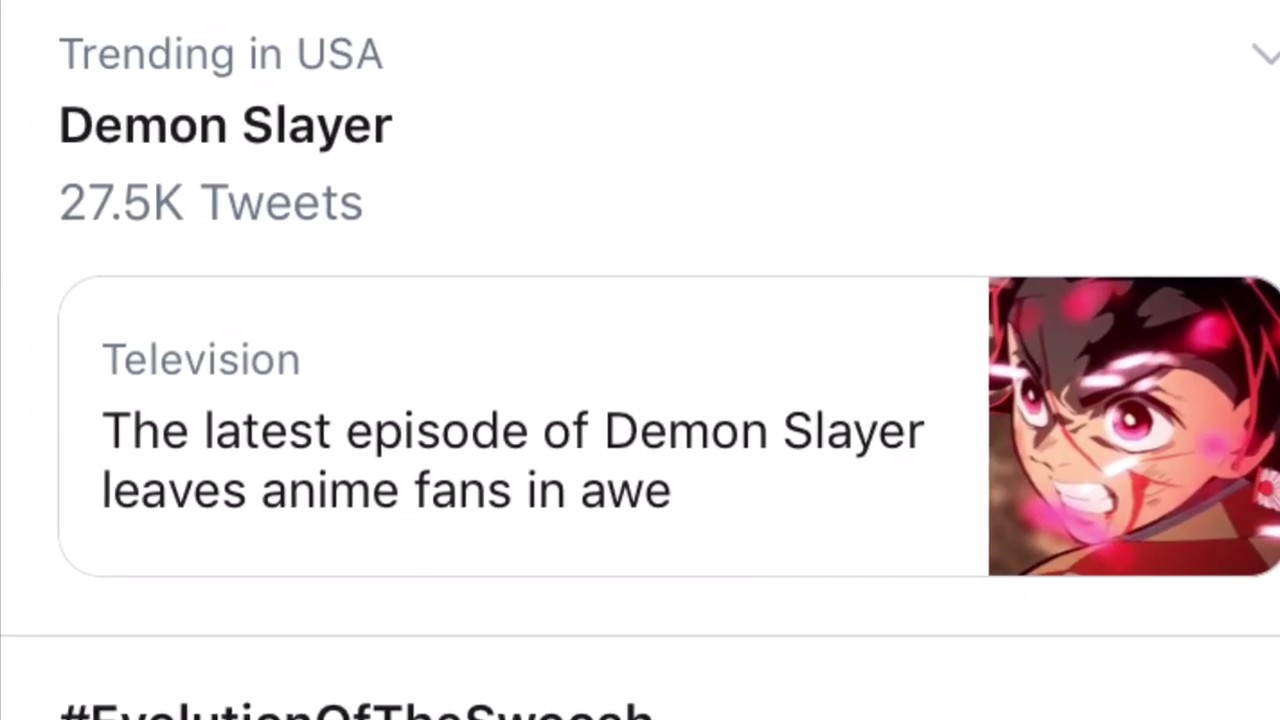 Trending in USA
Demon Slayer
27.5K Tweets
Television
The latest episode of Demon Slayer
leaves anime fans in awe
#EvolutionOfTheSwoosh